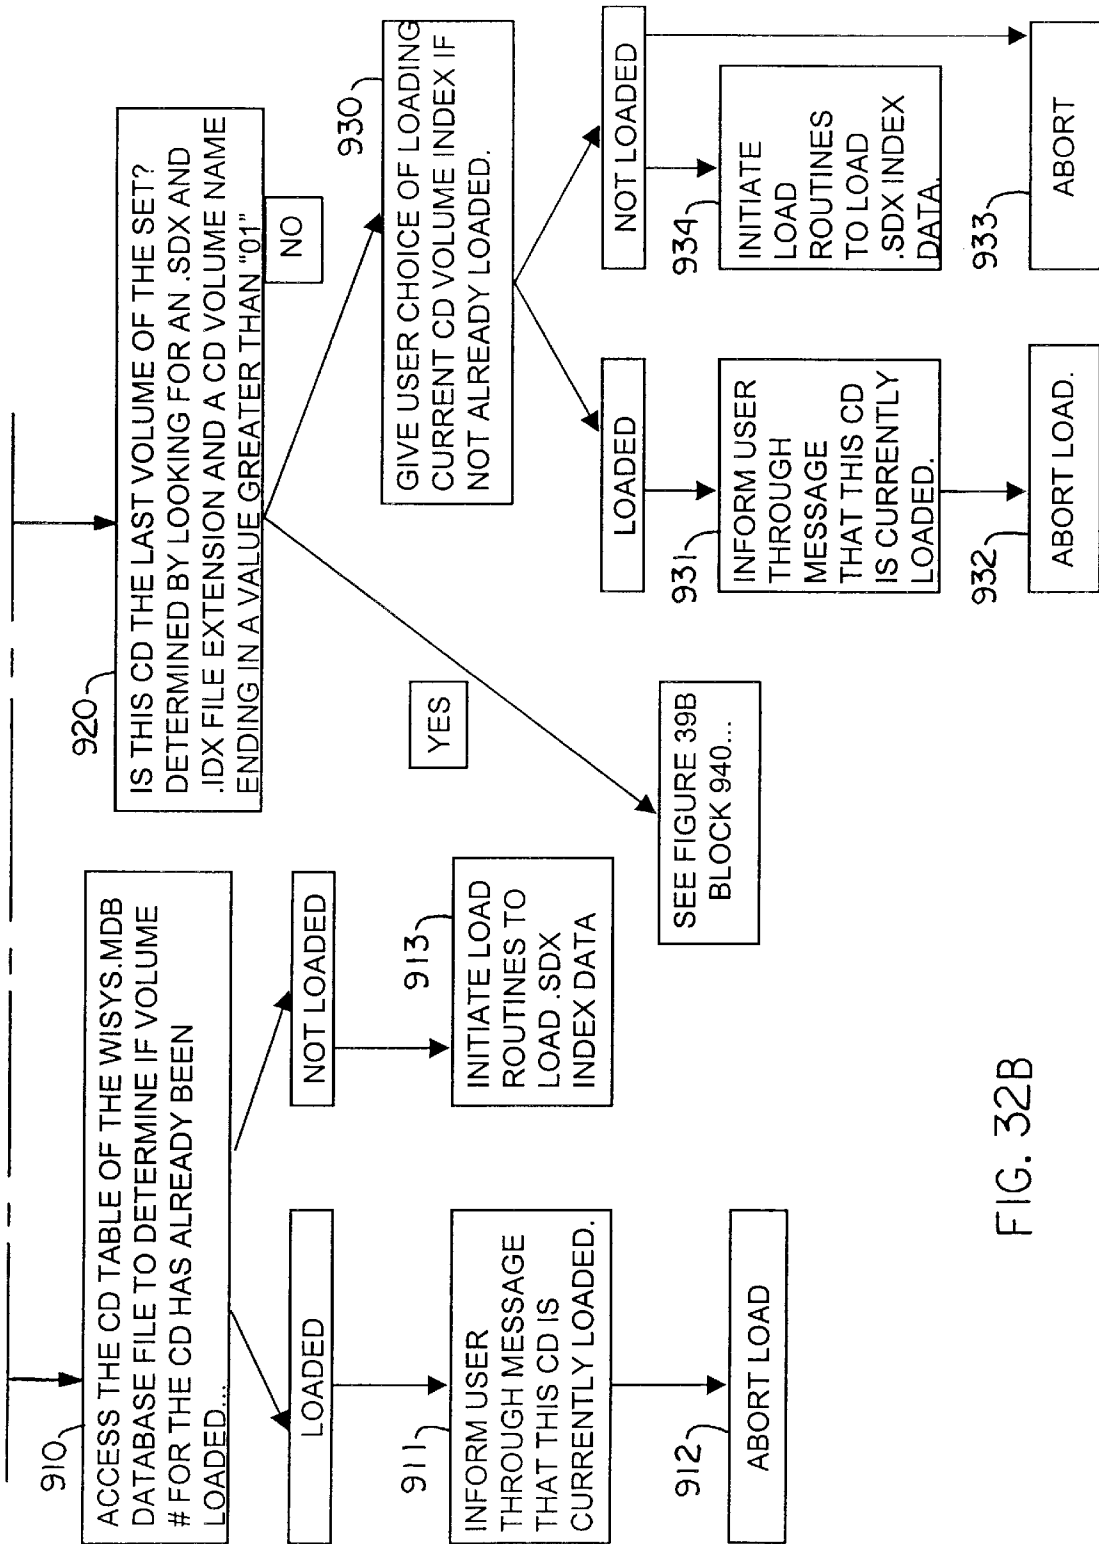 910
ACCESS THE CD TABLE OF THE WISYS.MDB
DATABASE FILE TO DETERMINE IF VOLUME
# FOR THE CD HAS ALREADY BEEN
LOADED...
LOADED
NOT LOADED
911
INFORM USER
THROUGH MESSAGE
THAT THIS CD IS
CURRENTLY LOADED.
912
ABORT LOAD
913
INITIATE LOAD
ROUTINES TO
LOAD .SDX
INDEX DATA
920
IS THIS CD THE LAST VOLUME OF THE SET?
DETERMINED BY LOOKING FOR AN .SDX AND
.IDX FILE EXTENSION AND A CD VOLUME NAME
ENDING IN A VALUE GREATER THAN "01"
YES
NO
SEE FIGURE 39B
BLOCK 940...
930
GIVE USER CHOICE OF LOADING
CURRENT CD VOLUME INDEX IF
NOT ALREADY LOADED.
LOADED
NOT LOADED
931
INFORM USER
THROUGH
MESSAGE
THAT THIS CD
IS CURRENTLY
LOADED.
932
ABORT LOAD.
934
INITIATE
LOAD
ROUTINES
TO LOAD
.SDX INDEX
DATA.
933
ABORT
FIG. 32B